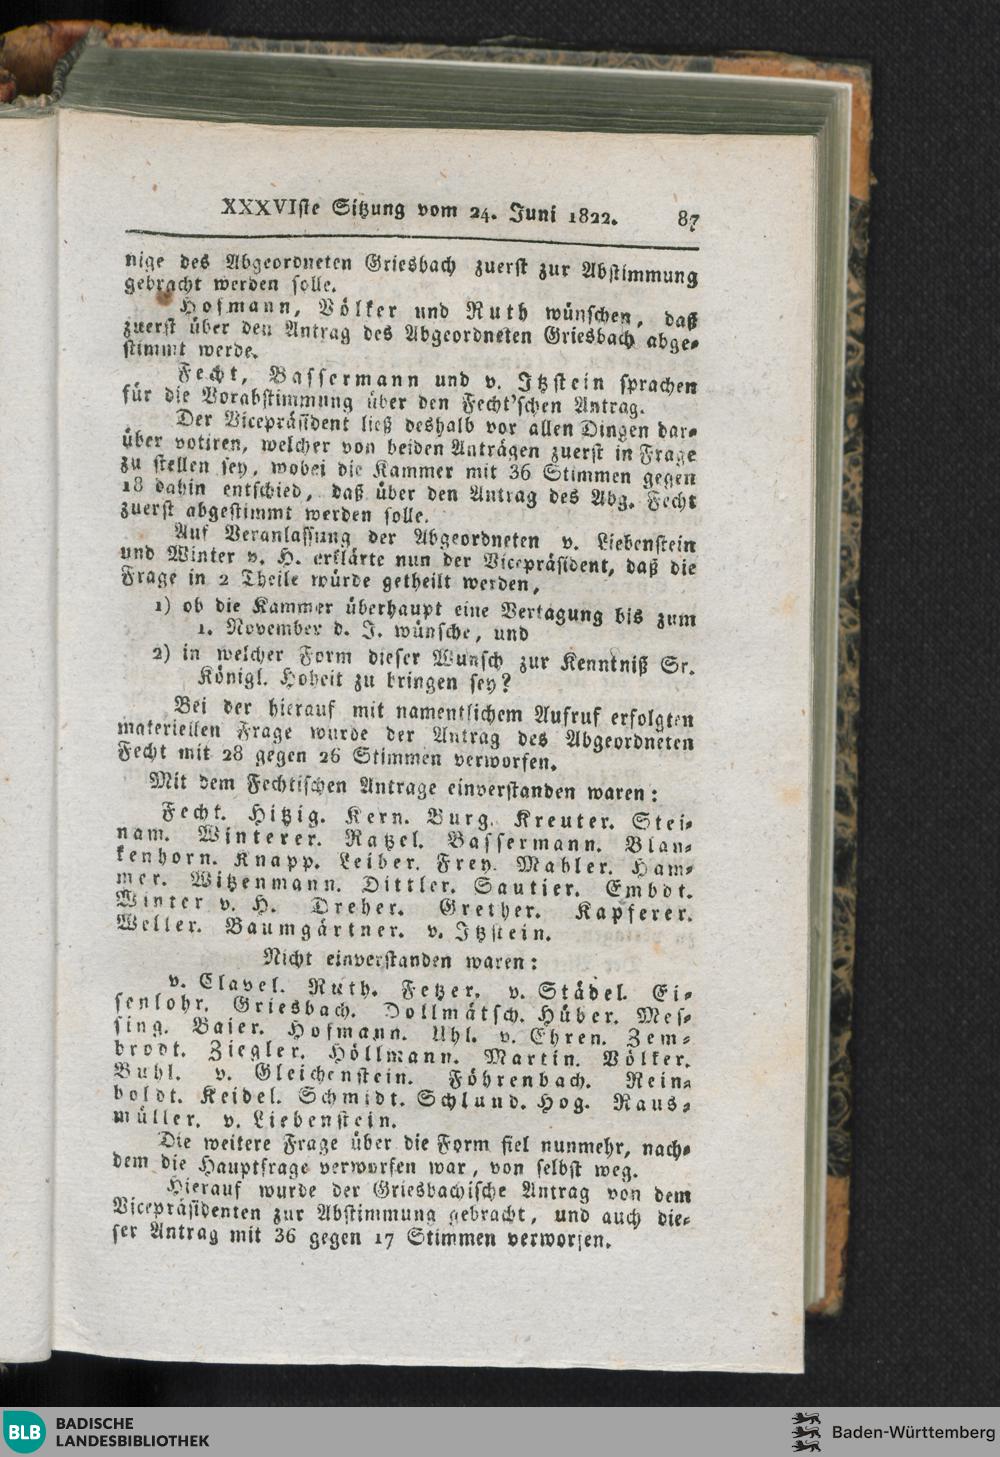 XXXVIste Sitzung vom 24. Juni 1822. 87
nige des Abgeordneten Griesbach zuerst zur Abstimmung
gebracht werden solle.
Hofmann, Völker und Ruth wünschen, daß
zuerst über den Antrag des Abgeordneten Griesbach abge-
stimmt werde.
Fecht, Bassermann und v. Itzstein sprachen
für die Vorabstimmung über den Fecht'schen Antrag.
Der Vicepräsident ließ deshalb vor allen Dingen dar-
über votiren, welcher von beiden Anträgen zuerst in Frage
zu stellen sey, wobei die Kammer mit 36 Stimmen gegen
18 dahin entschied, daß über den Antrag des Abg. Fecht
zuerst abgestimmt werden solle.
Auf Veranlassung der Abgeordneten v. Liebenstein
und Winter v. H. erklärte nun der Vicepräsident, daß die
Frage in 2 Theile würde getheilt werden,
1) ob die Kammer überhaupt eine Vertagung bis zum
1. November d. J. wünsche, und
2) in welcher Form dieser Wunsch zur Kenntniß Sr.
Königl. Hoheit zu bringen sey?
Bei der hierauf mit namentlichem Aufruf erfolgten
materiellen Frage wurde der Antrag des Abgeordneten
Fecht mit 28 gegen 26 Stimmen verworfen.
Mit dem Fechtischen Antrage einverstanden waren:
Fecht. Hitzig. Kern. Burg. Kreuter. Stei-
nam. Winterer. Ratzel. Bassermann. Blan-
kenhorn. Knapp. Leiber. Frey. Mahler. Ham-
mer. Witzenmann. Dittler. Sautier. Embdt.
Winter v. H. Dreher. Grether. Kapferer.
Weller. Baumgärtner. v. Itzstein.
Nicht einverstanden waren:
v. Clavel. Ruth. Fetzer. v. Städel. Ei-
senlohr. Griesbach. Dollmätsch. Hüber. Mes-
sing. Baier. Hofmann. Uhl. v. Ehren. Zem-
brodt. Ziegler. Höllmann. Martin. Völker.
Buhl. v. Gleichenstein. Föhrenbach. Rein-
boldt. Keidel. Schmidt. Schlund. Hog. Raus-
müller. v. Liebenstein.
Die weitere Frage über die Form fiel nunmehr, nach-
dem die Hauptfrage verworfen war, von selbst weg.
Hierauf wurde der Griesbachische Antrag von dem
Vicepräsidenten zur Abstimmung gebracht, und auch die-
ser Antrag mit 36 gegen 17 Stimmen verworfen.
BLB BADISCHE
LANDESBIBLIOTHEK
Baden-Württemberg